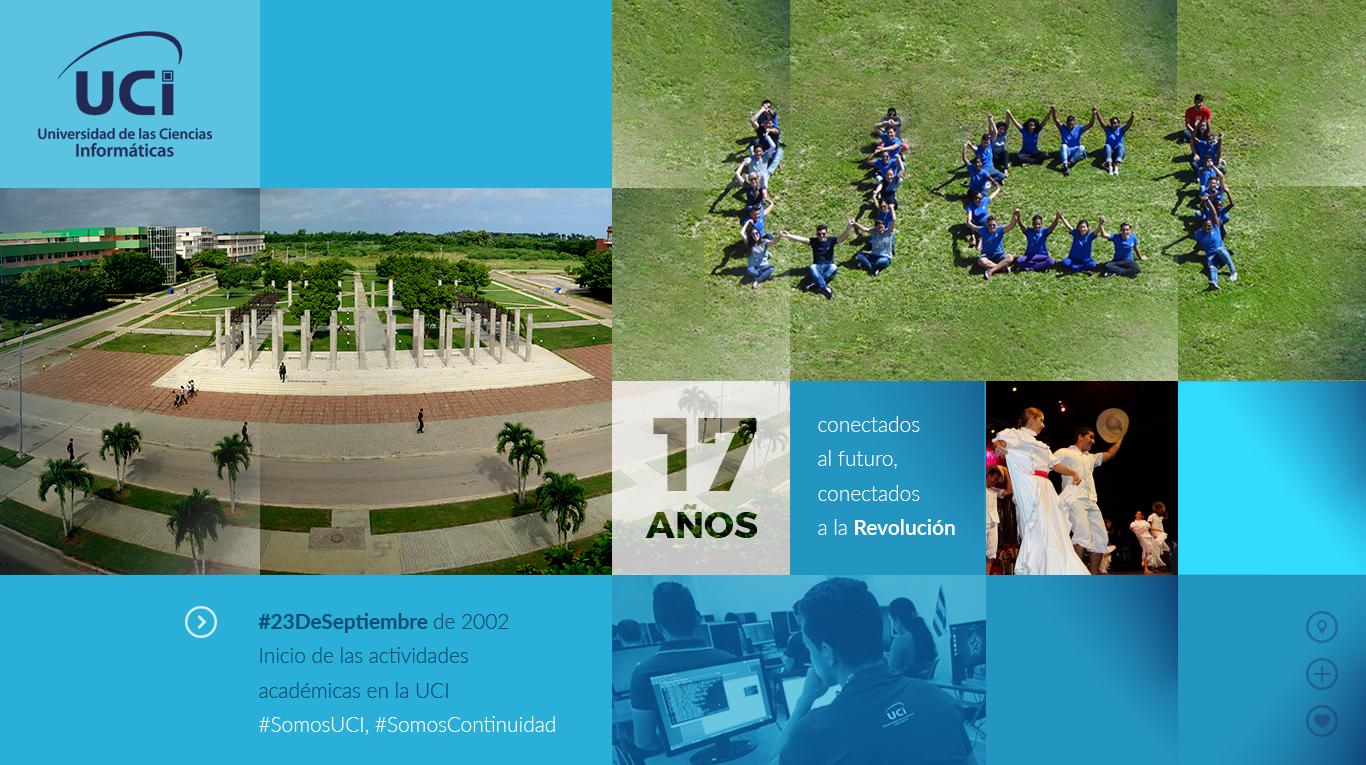 UCi
Universidad de las Ciencias
Informáticas
UCI
17
AÑOS
conectados
al futuro,
conectados
a la Revolución
#23DeSeptiembre de 2002
Inicio de las actividades
académicas en la UCI
#SomosUCI, #SomosContinuidad
UCi